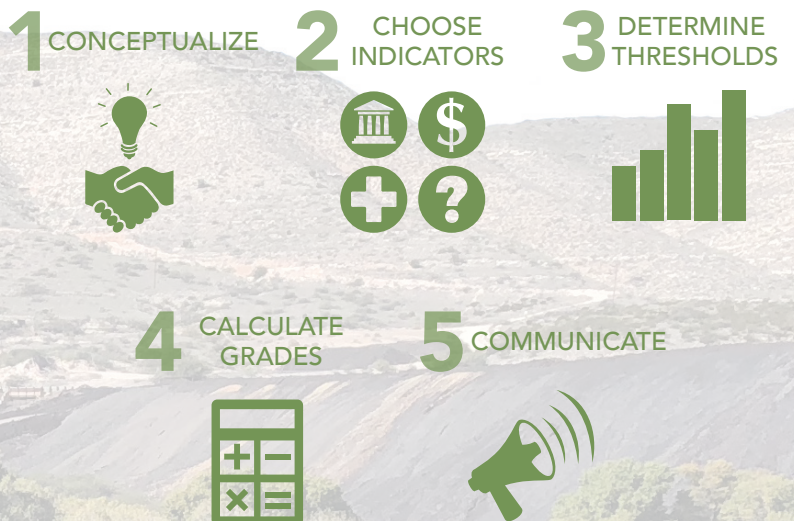 1 CONCEPTUALIZE
2 CHOOSE
INDICATORS
3 DETERMINE
THRESHOLDS
4 CALCULATE
GRADES
5 COMMUNICATE